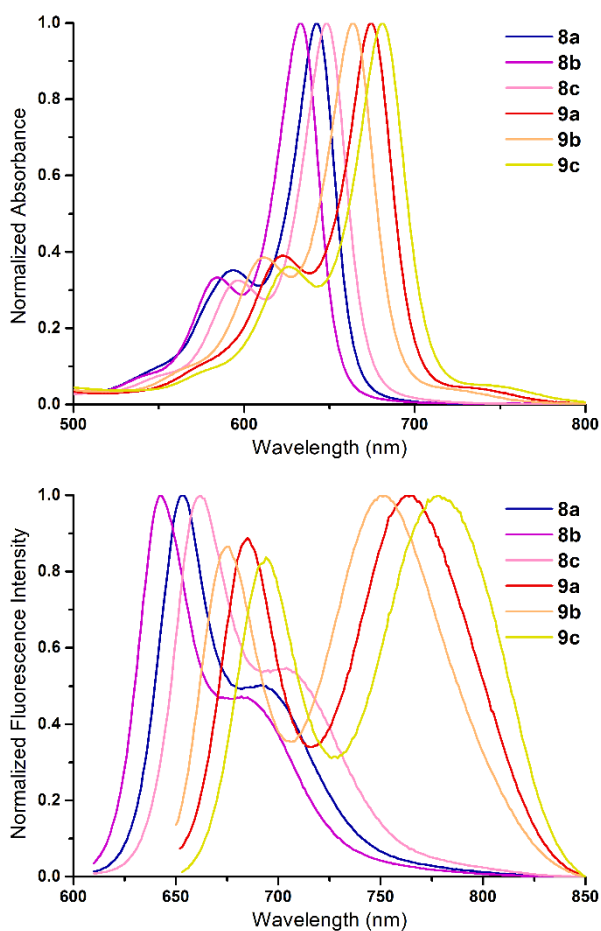 Normalized Absorbance
1.0
0.8
0.6
0.4
0.2
0.0
500
600
700
800
Wavelength (nm)
8a
8b
8c
9a
9b
9c
Normalized Fluorescence Intensity
1.0
0.8
0.6
0.4
0.2
0.0
600
650
700
750
800
850
Wavelength (nm)
8a
8b
8c
9a
9b
9c